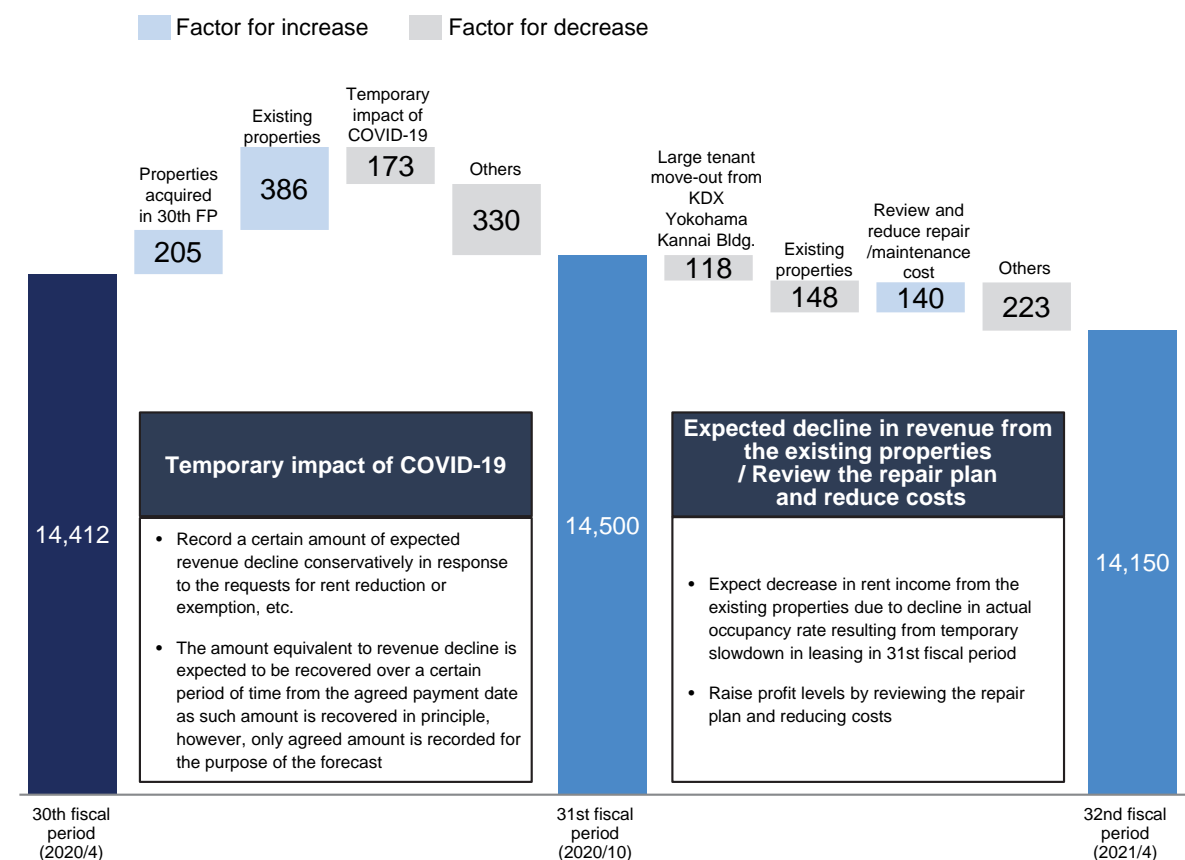 Factor for increase
Factor for decrease
Properties
acquired
in 30th FP
205
Existing
properties
386
Temporary
impact of
COVID-19
173
Others
330
Large tenant
move-out from
KDX
Yokohama
Kannai Bldg.
118
Existing
properties
148
Review and
reduce repair
/maintenance
cost
140
Others
223
14,412
14,500
14,150
Temporary impact of COVID-19
• Record a certain amount of expected
revenue decline conservatively in response
to the requests for rent reduction or
exemption, etc.
• The amount equivalent to revenue decline is
expected to be recovered over a certain
period of time from the agreed payment date
as such amount is recovered in principle,
however, only agreed amount is recorded for
the purpose of the forecast
Expected decline in revenue from
the existing properties
/ Review the repair plan
and reduce costs
• Expect decrease in rent income from the
existing properties due to decline in actual
occupancy rate resulting from temporary
slowdown in leasing in 31st fiscal period
• Raise profit levels by reviewing the repair
plan and reducing costs
30th fiscal
period
(2020/4)
31st fiscal
period
(2020/10)
32nd fiscal
period
(2021/4)